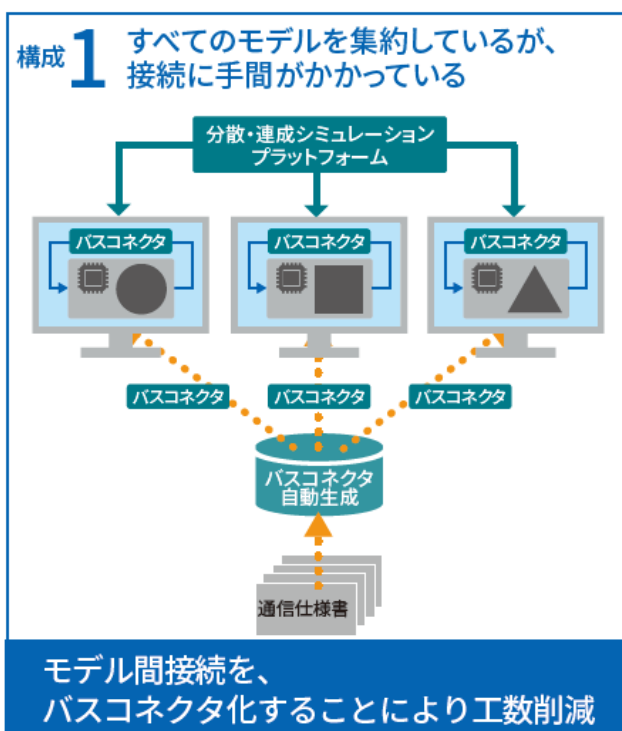 構成1
すべてのモデルを集約しているが、
接続に手間がかかっている
分散・連成シミュレーション
プラットフォーム
バスコネクタ
バスコネクタ
バスコネクタ
バスコネクタ
バスコネクタ
バスコネクタ
バスコネクタ
自動生成
通信仕様書
モデル間接続を、
バスコネクタ化することにより工数削減